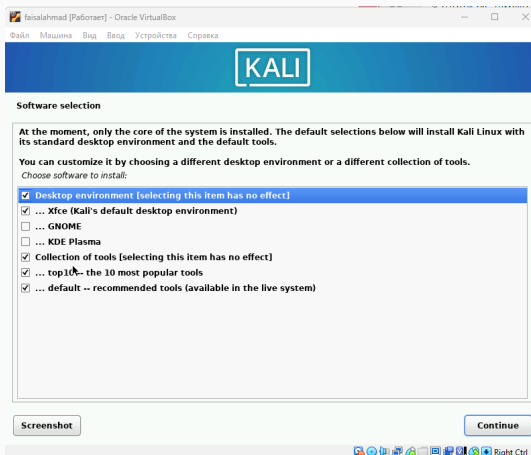 faisalahmad [Работает] - Oracle VirtualBox
Файл Машина Вид Ввод Устройства Справка
KALI
Software selection
At the moment, only the core of the system is installed. The default selections below will install Kali Linux with
its standard desktop environment and the default tools.
You can customize it by choosing a different desktop environment or a different collection of tools.
Choose software to install:
Desktop environment [selecting this item has no effect]
... Xfce (Kali's default desktop environment)
... GNOME
... KDE Plasma
Collection of tools [selecting this item has no effect]
... top10 -- the 10 most popular tools
... default -- recommended tools (available in the live system)
Screenshot
Continue
Right Ctrl